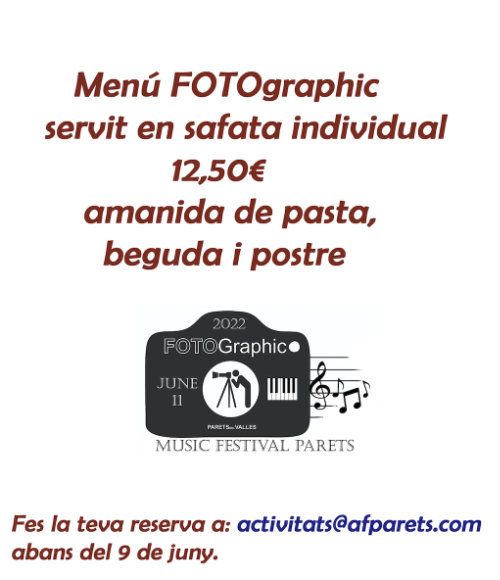 Menú FOTOgraphic
servit en safata individual
12,50€
amanida de pasta,
beguda i postre
2022
FOTOGraphic
JUNE
11
PARETS DEL VALLES
MUSIC FESTIVAL PARETS
Fes la teva reserva a: activitats@afparets.com
abans del 9 de juny.